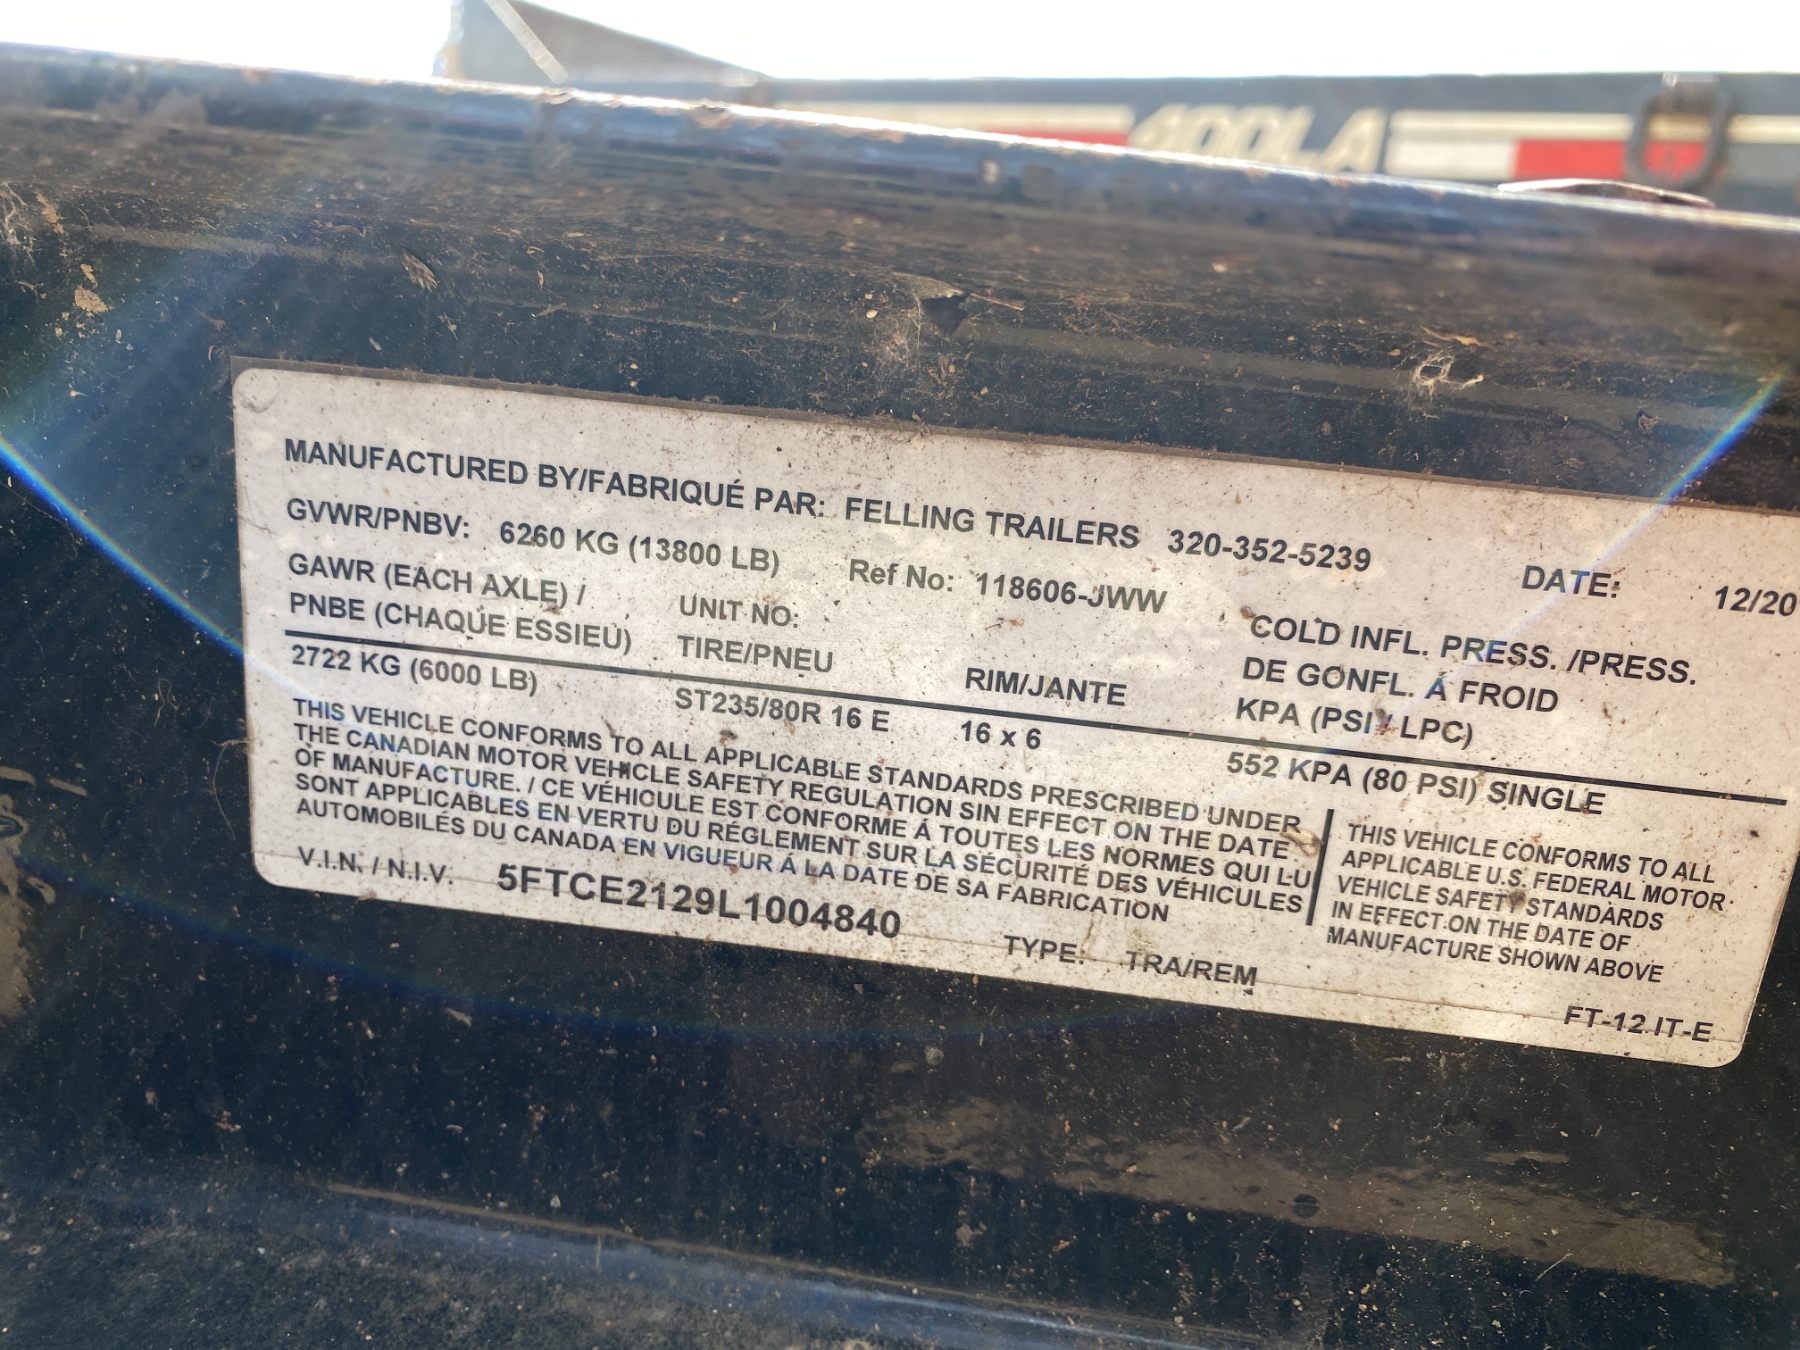 400LA
MANUFACTURED BY/FABRIQUÉ PAR: FELLING TRAILERS 320-352-5239
GVWR/PNBV: 6260 KG (13800 LB) Ref No: 118606-JWW DATE: 12/20
GAWR (EACH AXLE) / UNIT NO: COLD INFL. PRESS. /PRESS.
PNBE (CHAQUE ESSIEU) TIRE/PNEU RIM/JANTE DE GONFL. Á FROID
KPA (PSI / LPC)
2722 KG (6000 LB) ST235/80R 16 E 16 x 6 552 KPA (80 PSI) SINGLE
THIS VEHICLE CONFORMS TO ALL APPLICABLE STANDARDS PRESCRIBED UNDER
THE CANADIAN MOTOR VEHICLE SAFETY REGULATION SIN EFFECT ON THE DATE
OF MANUFACTURE. / CE VÉHICULE EST CONFORME Á TOUTES LES NORMES QUI LU
SONT APPLICABLES EN VERTU DU RÉGLEMENT SUR LA SÉCURITÉ DES VÉHICULES
AUTOMOBILÉS DU CANADA EN VIGUEUR Á LA DATE DE SA FABRICATION
THIS VEHICLE CONFORMS TO ALL
APPLICABLE U.S. FEDERAL MOTOR
VEHICLE SAFETY STANDARDS
IN EFFECT ON THE DATE OF
MANUFACTURE SHOWN ABOVE
V.I.N. / N.I.V. 5FTCE2129L1004840 TYPE: TRA/REM FT-12 IT-E